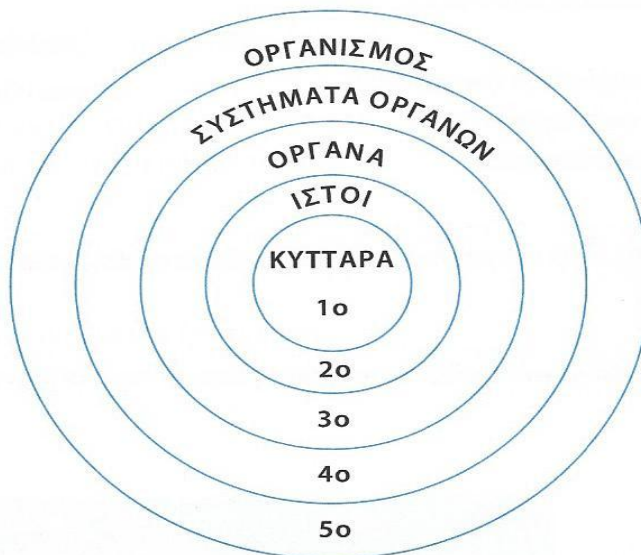 ΟΡΓΑΝΙΣΜΟΣ
ΣΥΣΤΗΜΑΤΑ ΟΡΓΑΝΩΝ
ΟΡΓΑΝΑ
ΙΣΤΟΙ
ΚΥΤΤΑΡΑ
1ο
2ο
3ο
4ο
5ο